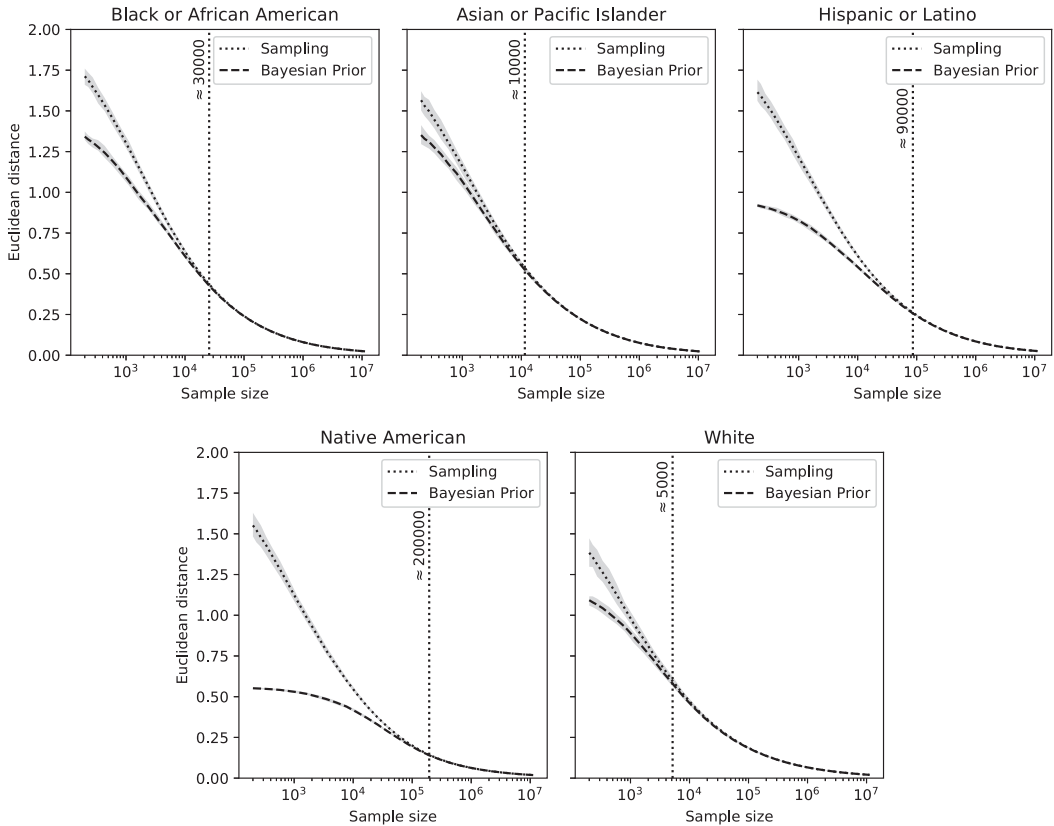 Black or African American
Asian or Pacific Islander
Hispanic or Latino
2.00
1.75
1.50
1.25
1.00
0.75
0.50
0.25
0.00
Euclidean distance
Sampling
Bayesian Prior
≈ 30000
10³ 10⁴ 10⁵ 10⁶ 10⁷
Sample size
Sampling
Bayesian Prior
≈ 10000
10³ 10⁴ 10⁵ 10⁶ 10⁷
Sample size
Sampling
Bayesian Prior
≈ 90000
10³ 10⁴ 10⁵ 10⁶ 10⁷
Sample size
Native American
White
2.00
1.75
1.50
1.25
1.00
0.75
0.50
0.25
0.00
Euclidean distance
Sampling
Bayesian Prior
≈ 200000
10³ 10⁴ 10⁵ 10⁶ 10⁷
Sample size
Sampling
Bayesian Prior
≈ 5000
10³ 10⁴ 10⁵ 10⁶ 10⁷
Sample size